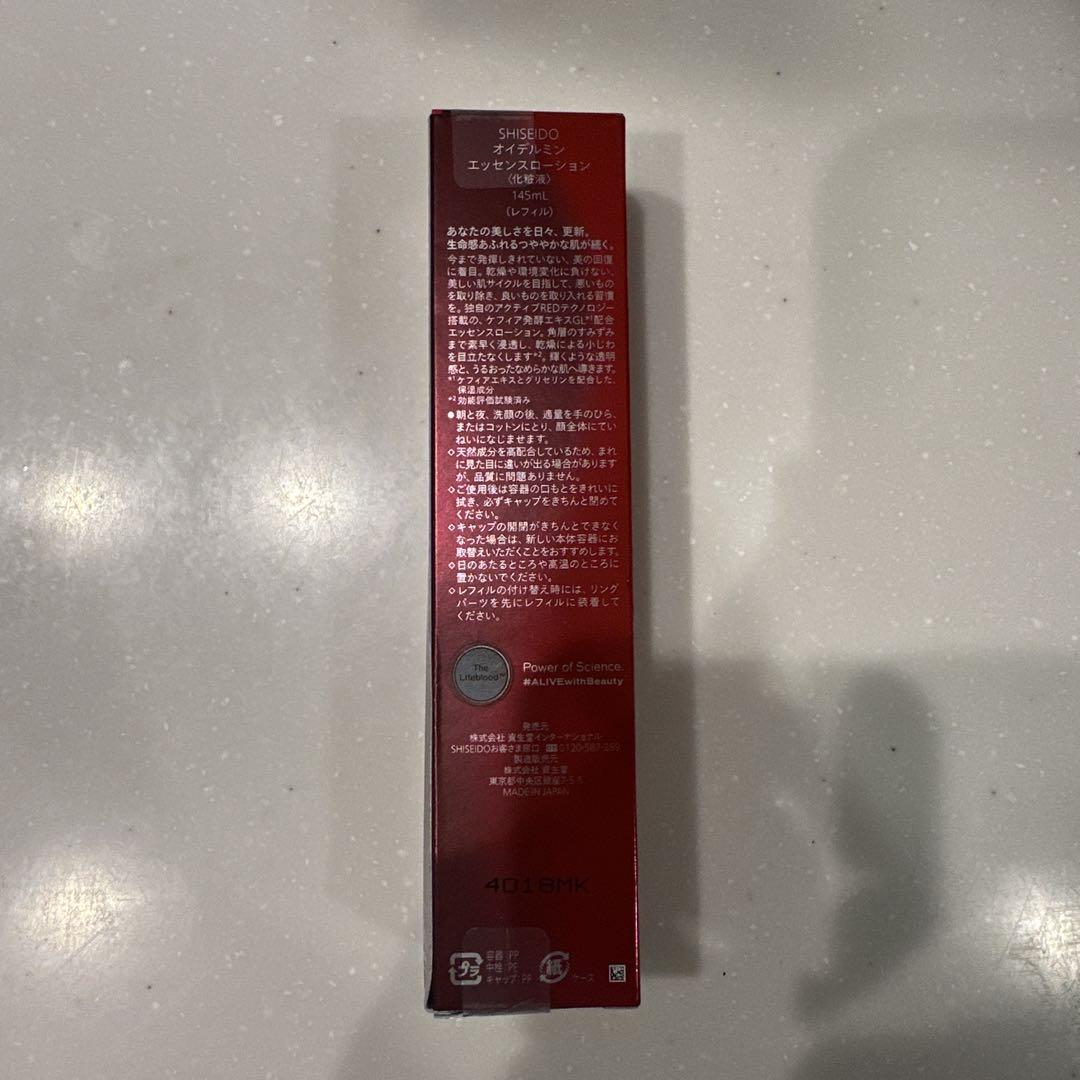 SHISEIDO
オイデルミン
エッセンスローション
〈化粧液〉
145mL
(レフィル)
あなたの美しさを日々、更新。
生命感あふれるつややかな肌が続く。
今まで発揮しきれていない、美の回復
に着目。乾燥や環境変化に負けない、
美しい肌サイクルを目指して、悪いもの
を取り除き、良いものを取り入れる習慣
を。独自のアクティブREDテクノロジー
搭載の、ケフィア発酵エキスGL*¹配合
エッセンスローション。角層のすみずみ
まで素早く浸透し、乾燥による小じわ
を目立たなくします*²。輝くような透明
感と、うるおったなめらかな肌へ導きます。
*¹ ケフィアエキスとグリセリンを配合した、
保湿成分
*² 効能評価試験済み
●朝と夜、洗顔の後、適量を手のひら、
またはコットンにとり、顔全体にてい
ねいになじませます。
◇天然成分を高配合しているため、まれ
に見た目に違いが出る場合があります
が、品質に問題ありません。
◇ご使用後は容器の口もとをきれいに
拭き、必ずキャップをきちんと閉めて
ください。
◇キャップの開閉がきちんとできなく
なった場合は、新しい本体容器にお
取替えいただくことをおすすめします。
◇日のあたるところや高温のところに
置かないでください。
◇レフィルの付け替え時には、リング
パーツを先にレフィルに装着して
ください。
The
Lifeblood™
Power of Science.
#ALIVEwithBeauty
発売元
株式会社 資生堂インターナショナル
SHISEIDOお客さま窓口 0120-587-289
製造販売元
株式会社 資生堂
東京都中央区銀座7-5-5
MADE IN JAPAN
4018MK
プラ
容器:PP
中栓:PE
キャップ:PP
紙
ケース